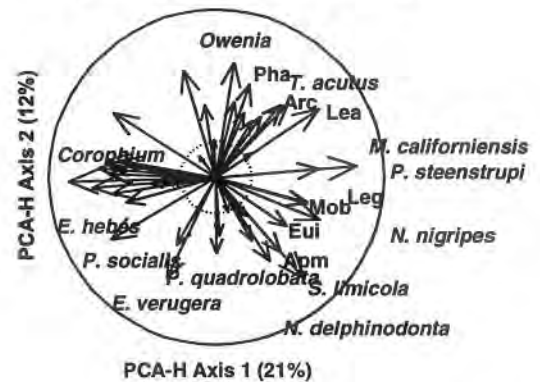 Owenia
Pha
T. acutus
Arc
Lea
M. californiensis
Corophium
P. steenstrupi
Leg
Mob
E. hebes
Eui
N. nigripes
P. socialis
Apm
P. quadrolobata
S. limicola
E. verugera
N. delphinodonta
PCA-H Axis 2 (12%)
PCA-H Axis 1 (21%)